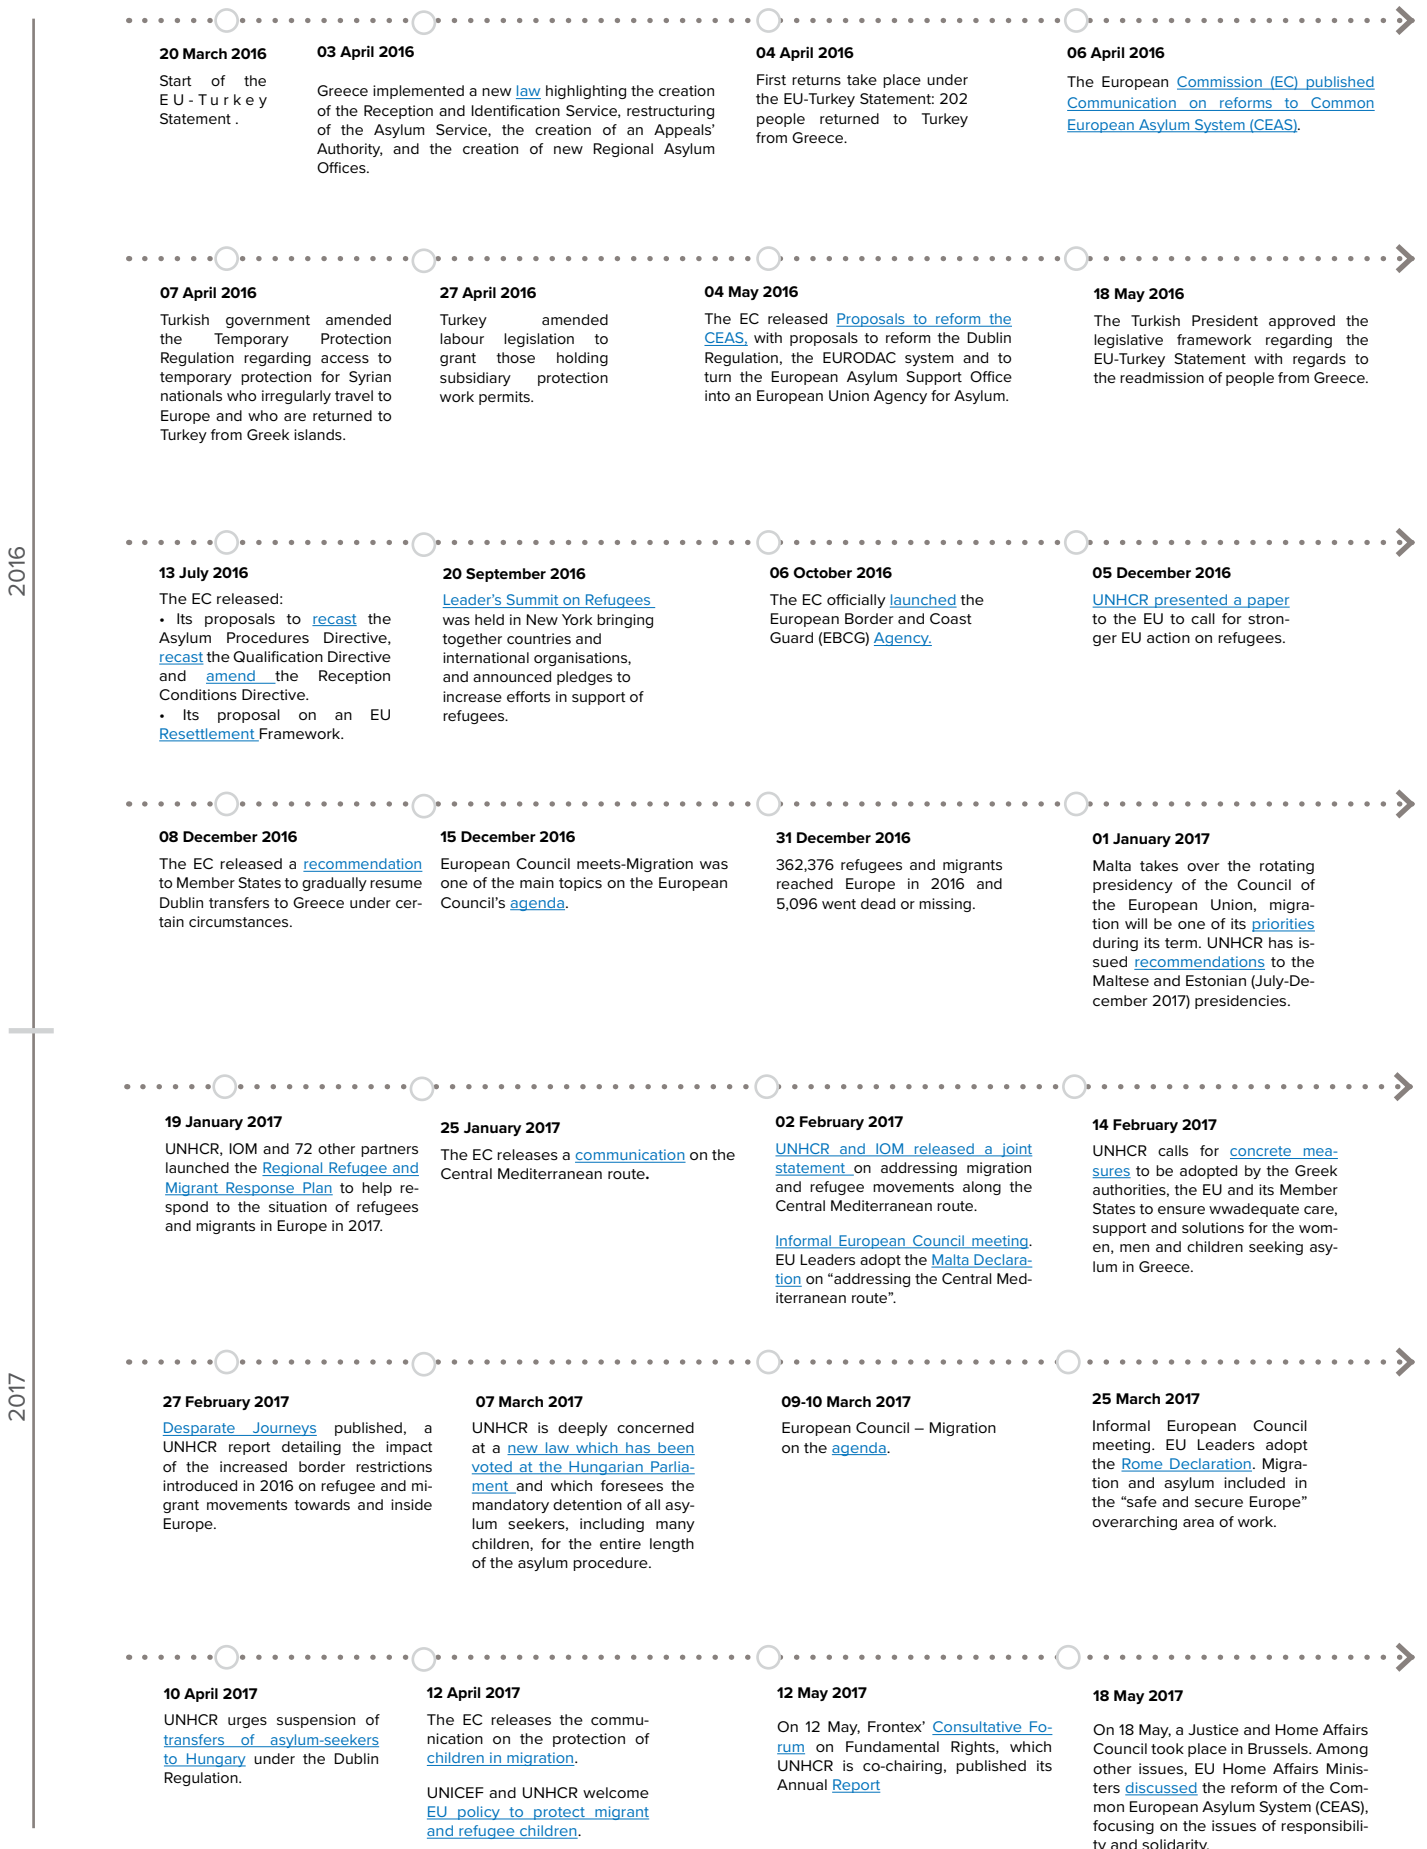 20 March 2016
Start of the
EU-Turkey
Statement .
03 April 2016
Greece implemented a new law highlighting the creation
of the Reception and Identification Service, restructuring
of the Asylum Service, the creation of an Appeals'
Authority, and the creation of new Regional Asylum
Offices.
04 April 2016
First returns take place under
the EU-Turkey Statement: 202
people returned to Turkey
from Greece.
06 April 2016
The European Commission (EC) published
Communication on reforms to Common
European Asylum System (CEAS).
07 April 2016
Turkish government amended
the Temporary Protection
Regulation regarding access to
temporary protection for Syrian
nationals who irregularly travel to
Europe and who are returned to
Turkey from Greek islands.
27 April 2016
Turkey amended
labour legislation to
grant those holding
subsidiary protection
work permits.
04 May 2016
The EC released Proposals to reform the
CEAS, with proposals to reform the Dublin
Regulation, the EURODAC system and to
turn the European Asylum Support Office
into an European Union Agency for Asylum.
18 May 2016
The Turkish President approved the
legislative framework regarding the
EU-Turkey Statement with regards to
the readmission of people from Greece.
2016
13 July 2016
The EC released:
• Its proposals to recast the
Asylum Procedures Directive,
recast the Qualification Directive
and amend the Reception
Conditions Directive.
• Its proposal on an EU
Resettlement Framework.
20 September 2016
Leader's Summit on Refugees
was held in New York bringing
together countries and
international organisations,
and announced pledges to
increase efforts in support of
refugees.
06 October 2016
The EC officially launched the
European Border and Coast
Guard (EBCG) Agency.
05 December 2016
UNHCR presented a paper
to the EU to call for stron-
ger EU action on refugees.
08 December 2016
The EC released a recommendation
to Member States to gradually resume
Dublin transfers to Greece under cer-
tain circumstances.
15 December 2016
European Council meets-Migration was
one of the main topics on the European
Council's agenda.
31 December 2016
362,376 refugees and migrants
reached Europe in 2016 and
5,096 went dead or missing.
01 January 2017
Malta takes over the rotating
presidency of the Council of
the European Union, migra-
tion will be one of its priorities
during its term. UNHCR has is-
sued recommendations to the
Maltese and Estonian (July-De-
cember 2017) presidencies.
19 January 2017
UNHCR, IOM and 72 other partners
launched the Regional Refugee and
Migrant Response Plan to help re-
spond to the situation of refugees
and migrants in Europe in 2017.
25 January 2017
The EC releases a communication on the
Central Mediterranean route.
02 February 2017
UNHCR and IOM released a joint
statement on addressing migration
and refugee movements along the
Central Mediterranean route.
Informal European Council meeting.
EU Leaders adopt the Malta Declara-
tion on “addressing the Central Med-
iterranean route”.
14 February 2017
UNHCR calls for concrete mea-
sures to be adopted by the Greek
authorities, the EU and its Member
States to ensure wwadequate care,
support and solutions for the wom-
en, men and children seeking asy-
lum in Greece.
2017
27 February 2017
Desparate Journeys published, a
UNHCR report detailing the impact
of the increased border restrictions
introduced in 2016 on refugee and mi-
grant movements towards and inside
Europe.
07 March 2017
UNHCR is deeply concerned
at a new law which has been
voted at the Hungarian Parlia-
ment and which foresees the
mandatory detention of all asy-
lum seekers, including many
children, for the entire length
of the asylum procedure.
09-10 March 2017
European Council – Migration
on the agenda.
25 March 2017
Informal European Council
meeting. EU Leaders adopt
the Rome Declaration. Migra-
tion and asylum included in
the “safe and secure Europe”
overarching area of work.
10 April 2017
UNHCR urges suspension of
transfers of asylum-seekers
to Hungary under the Dublin
Regulation.
12 April 2017
The EC releases the commu-
nication on the protection of
children in migration.
UNICEF and UNHCR welcome
EU policy to protect migrant
and refugee children.
12 May 2017
On 12 May, Frontex' Consultative Fo-
rum on Fundamental Rights, which
UNHCR is co-chairing, published its
Annual Report
18 May 2017
On 18 May, a Justice and Home Affairs
Council took place in Brussels. Among
other issues, EU Home Affairs Minis-
ters discussed the reform of the Com-
mon European Asylum System (CEAS),
focusing on the issues of responsibili-
ty and solidarity.